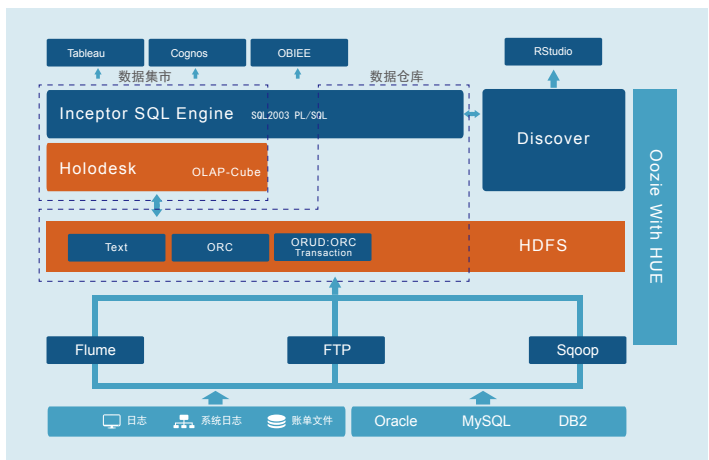 Tableau
Cognos
OBIEE
RStudio
数据集市
数据仓库
Inceptor SQL Engine SQL2003 PL/SQL
Discover
Holodesk OLAP-Cube
Oozie With HUE
Text
ORC
ORUD:ORC
Transaction
HDFS
Flume
FTP
Sqoop
日志
系统日志
账单文件
Oracle
MySQL
DB2